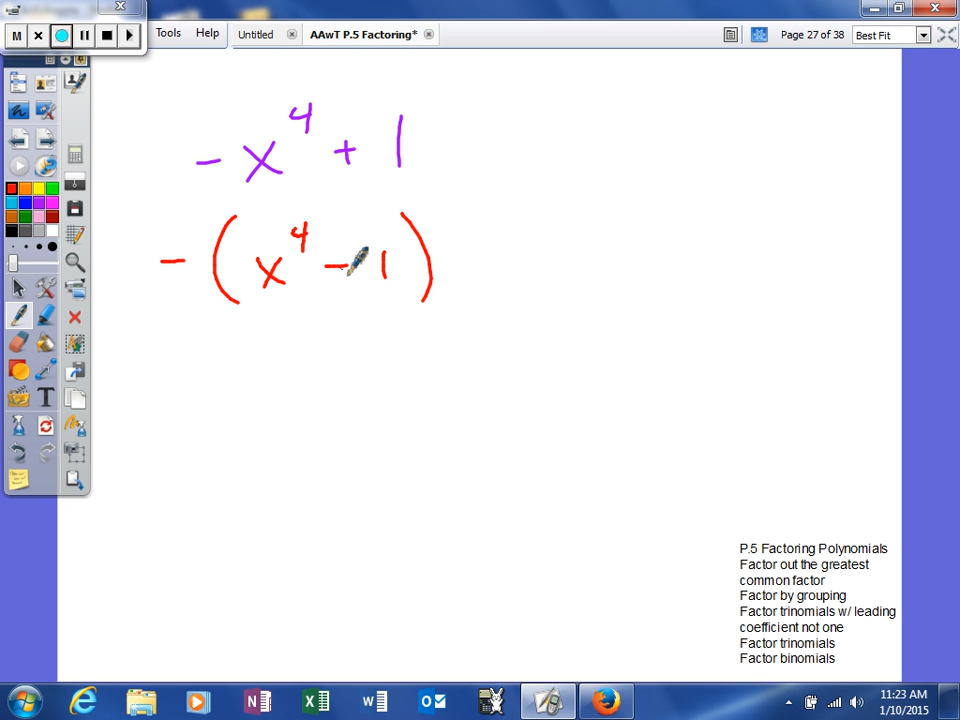 M
Tools Help Untitled AAwT P.5 Factoring* Page 27 of 38 Best Fit
-x⁴ + 1
-(x⁴ - 1)
P.5 Factoring Polynomials
Factor out the greatest
common factor
Factor by grouping
Factor trinomials w/ leading
coefficient not one
Factor trinomials
Factor binomials
11:23 AM
1/10/2015